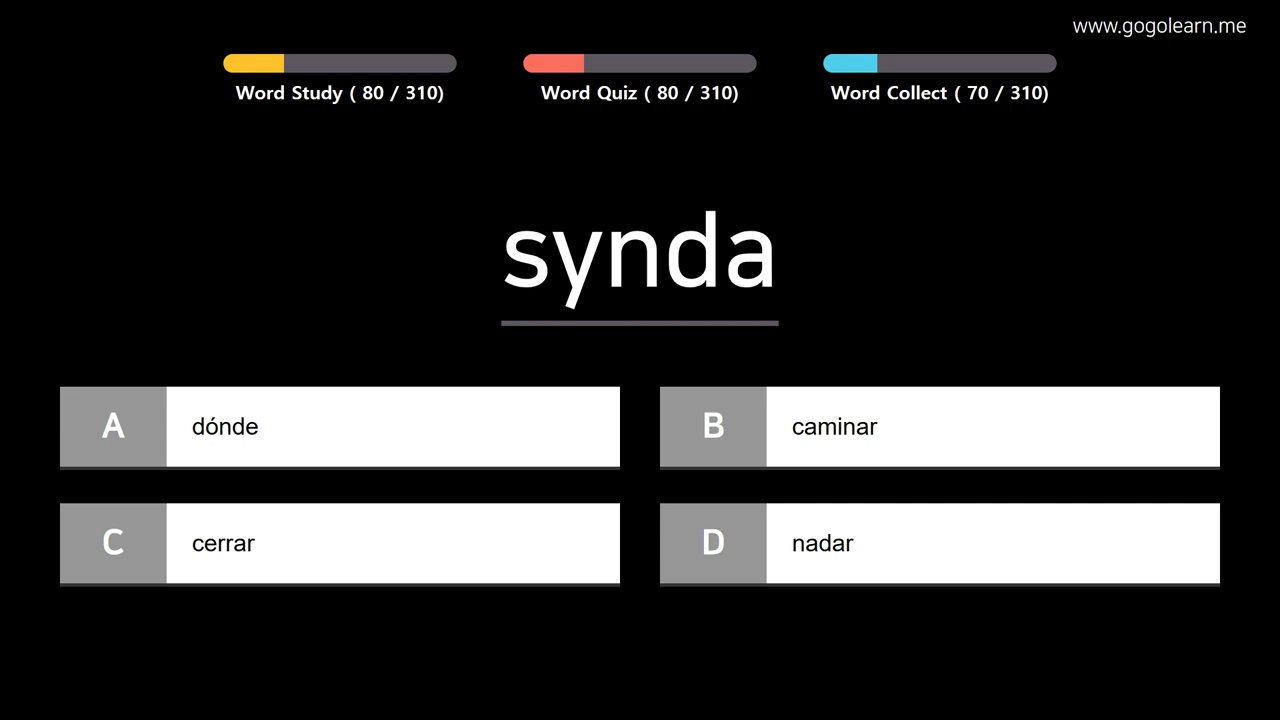 www.gogolearn.me
Word Study ( 80 / 310)
Word Quiz ( 80 / 310)
Word Collect ( 70 / 310)
synda
A dónde
B caminar
C cerrar
D nadar